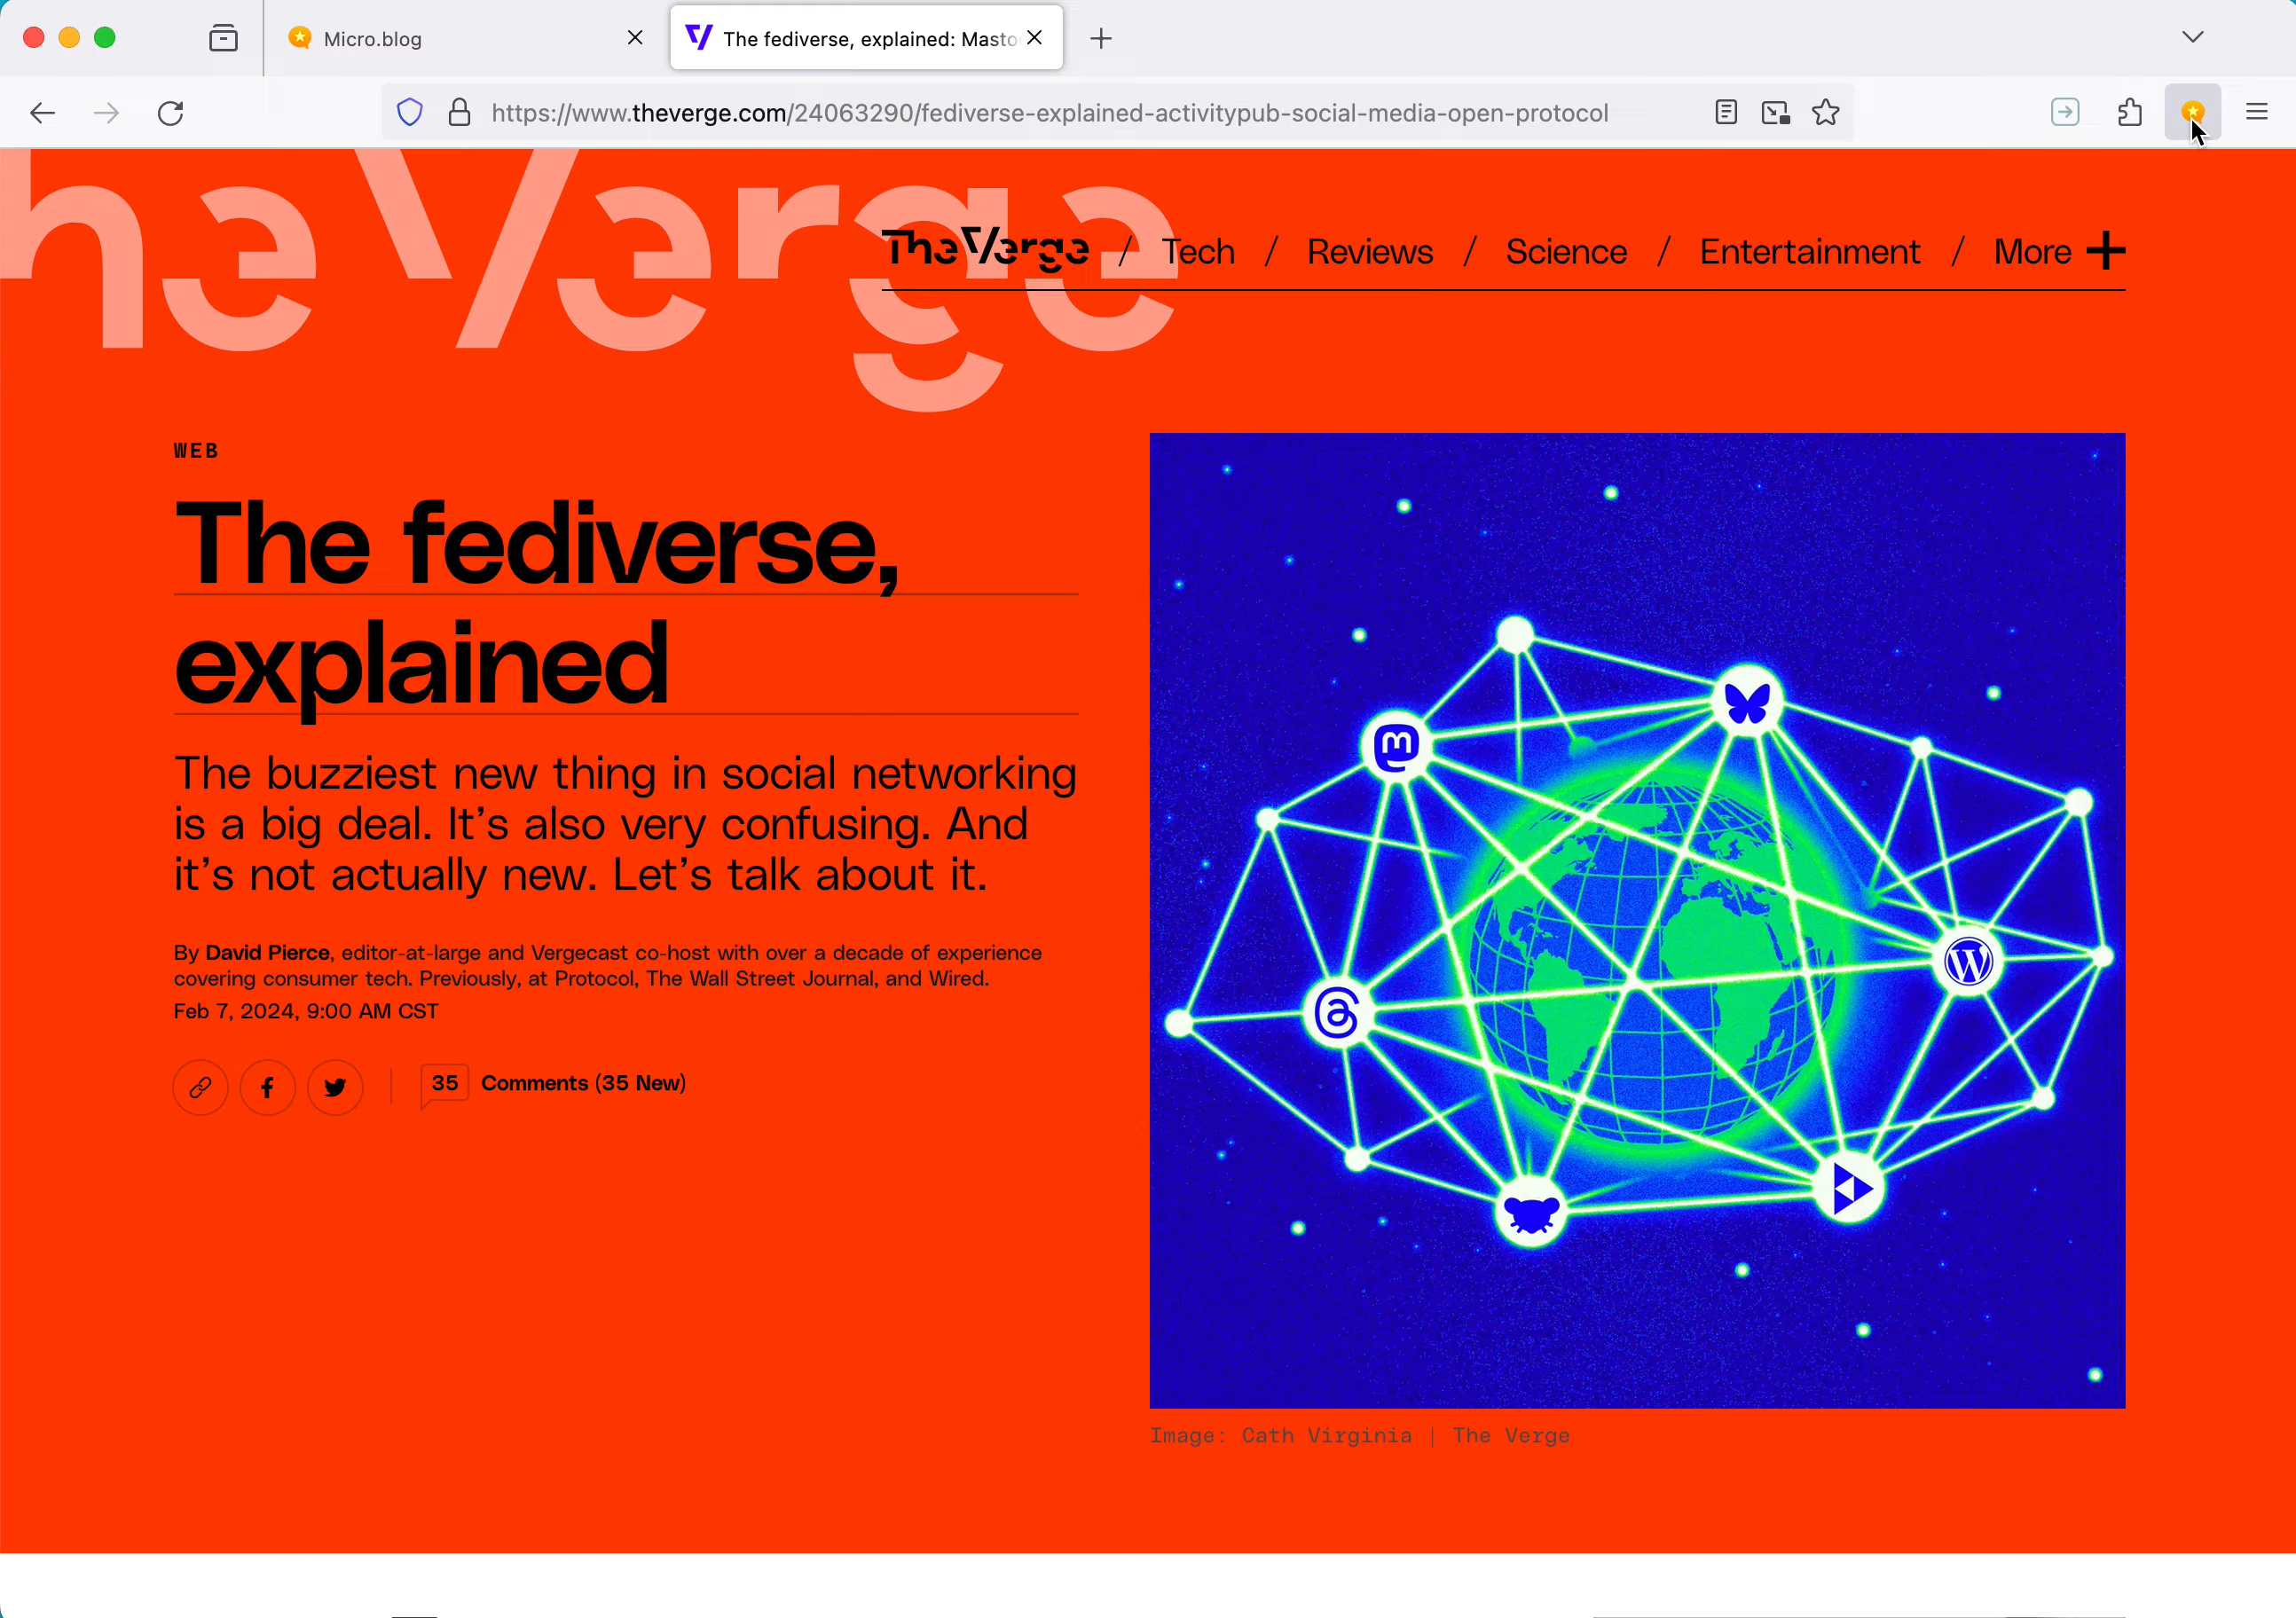 Micro.blog
The fediverse, explained: Masto
https://www.theverge.com/24063290/fediverse-explained-activitypub-social-media-open-protocol
he Verge
The Verge / Tech / Reviews / Science / Entertainment / More +
WEB
The fediverse,
explained
The buzziest new thing in social networking
is a big deal. It’s also very confusing. And
it’s not actually new. Let’s talk about it.
By David Pierce, editor-at-large and Vergecast co-host with over a decade of experience
covering consumer tech. Previously, at Protocol, The Wall Street Journal, and Wired.
Feb 7, 2024, 9:00 AM CST
35 Comments (35 New)
Image: Cath Virginia | The Verge